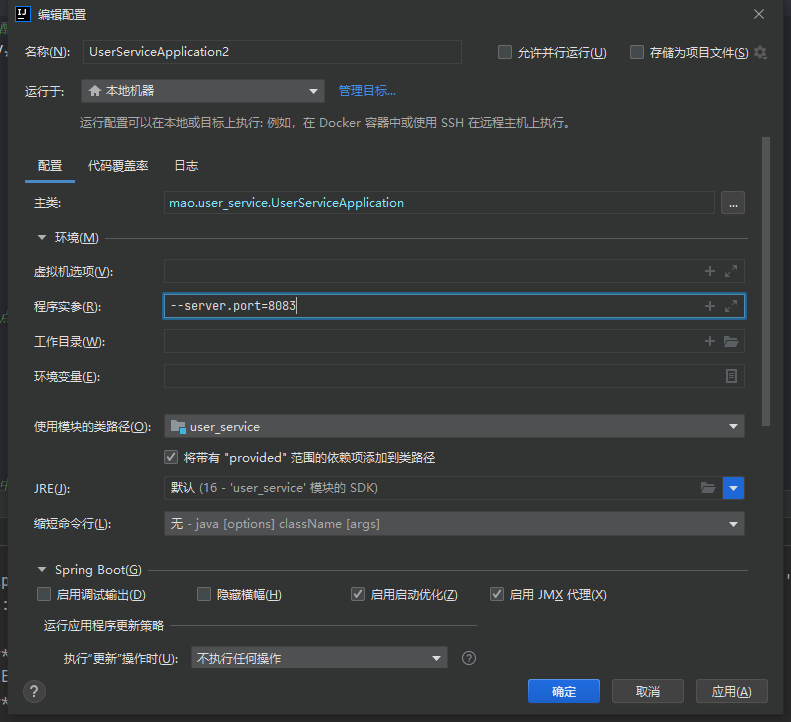 编辑配置
名称(N): UserServiceApplication2 允许并行运行(U) 存储为项目文件(S)
运行于: 本地机器 管理目标...
运行配置可以在本地或目标上执行: 例如，在 Docker 容器中或使用 SSH 在远程主机上执行。
配置 代码覆盖率 日志
主类: mao.user_service.UserServiceApplication ...
环境(M)
虚拟机选项(V):
程序实参(R): --server.port=8083
工作目录(W):
环境变量(E):
使用模块的类路径(O): user_service
将带有 "provided" 范围的依赖项添加到类路径
JRE(J): 默认 (16 - 'user_service' 模块的 SDK)
缩短命令行(L): 无 - java [options] className [args]
Spring Boot(G)
启用调试输出(D) 隐藏横幅(H) 启用启动优化(Z) 启用 JMX 代理(X)
运行应用程序更新策略
执行"更新"操作时(U): 不执行任何操作 ?
? 确定 取消 应用(A)